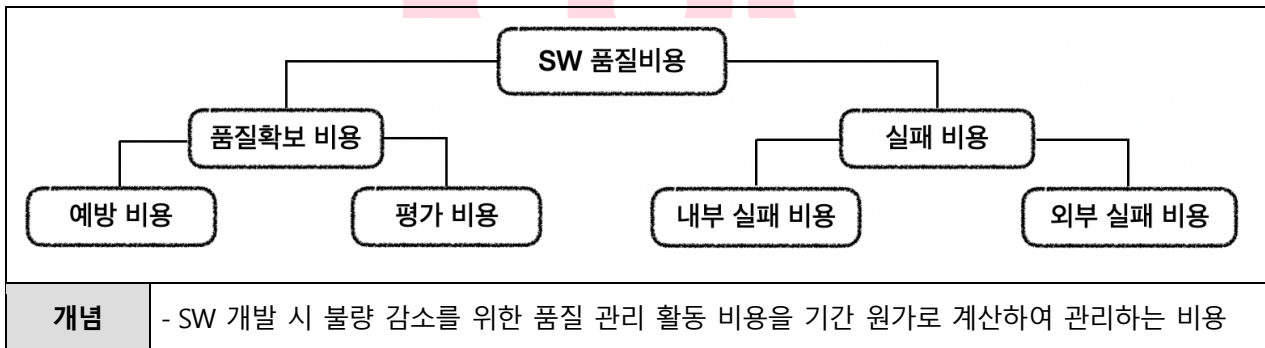 SW 품질비용
품질확보 비용
실패 비용
예방 비용
평가 비용
내부 실패 비용
외부 실패 비용
개념
- SW 개발 시 불량 감소를 위한 품질 관리 활동 비용을 기간 원가로 계산하여 관리하는 비용